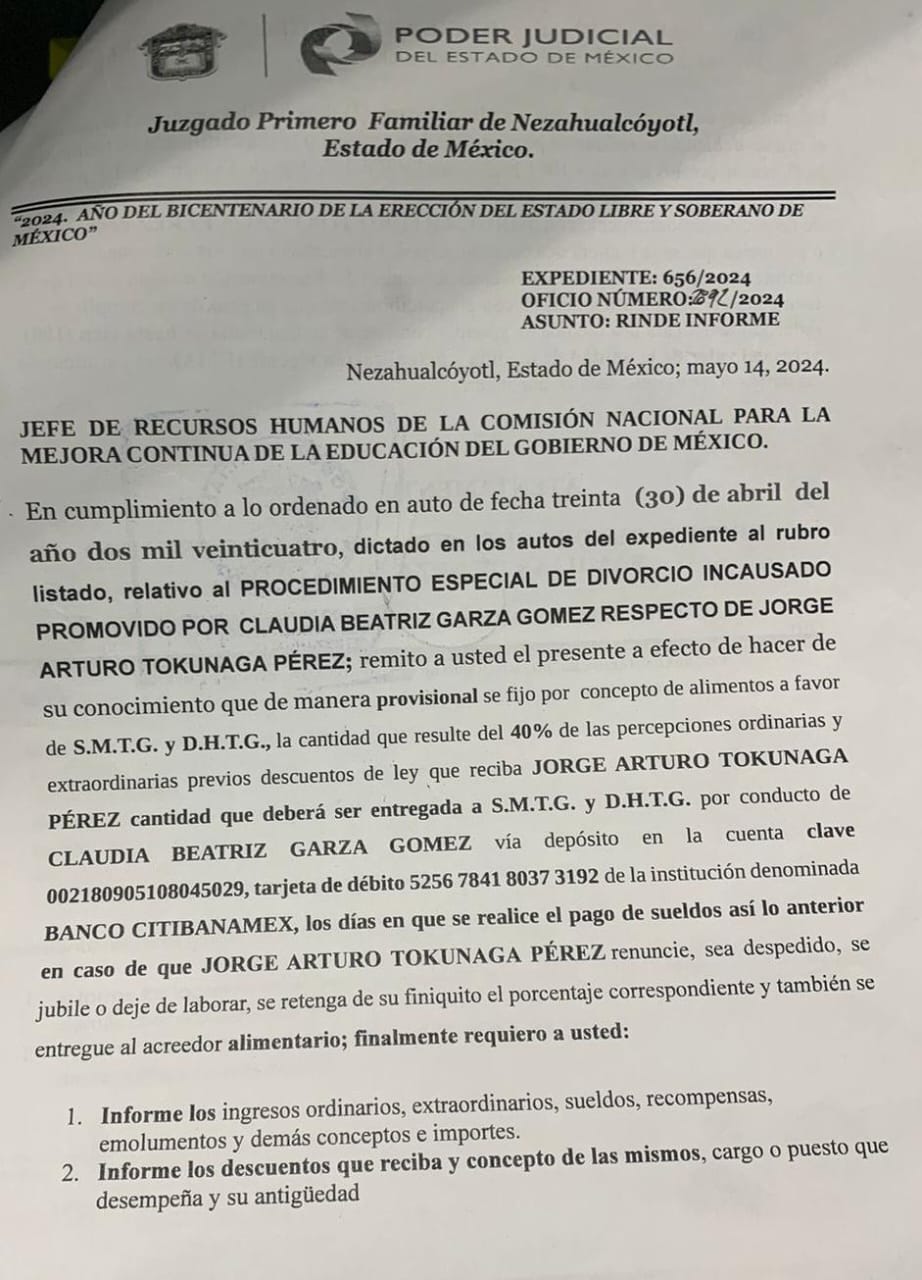 PODER JUDICIAL
DEL ESTADO DE MÉXICO
Juzgado Primero Familiar de Nezahualcóyotl,
Estado de México.
“2024. AÑO DEL BICENTENARIO DE LA ERECCIÓN DEL ESTADO LIBRE Y SOBERANO DE
MÉXICO”
EXPEDIENTE: 656/2024
OFICIO NÚMERO: /2024
ASUNTO: RINDE INFORME
Nezahualcóyotl, Estado de México; mayo 14, 2024.
JEFE DE RECURSOS HUMANOS DE LA COMISIÓN NACIONAL PARA LA
MEJORA CONTINUA DE LA EDUCACIÓN DEL GOBIERNO DE MÉXICO.
En cumplimiento a lo ordenado en auto de fecha treinta (30) de abril del
año dos mil veinticuatro, dictado en los autos del expediente al rubro
listado, relativo al PROCEDIMIENTO ESPECIAL DE DIVORCIO INCAUSADO
PROMOVIDO POR CLAUDIA BEATRIZ GARZA GOMEZ RESPECTO DE JORGE
ARTURO TOKUNAGA PÉREZ; remito a usted el presente a efecto de hacer de
su conocimiento que de manera provisional se fijo por concepto de alimentos a favor
de S.M.T.G. y D.H.T.G., la cantidad que resulte del 40% de las percepciones ordinarias y
extraordinarias previos descuentos de ley que reciba JORGE ARTURO TOKUNAGA
PÉREZ cantidad que deberá ser entregada a S.M.T.G. y D.H.T.G. por conducto de
CLAUDIA BEATRIZ GARZA GOMEZ vía depósito en la cuenta clave
002180905108045029, tarjeta de débito 5256 7841 8037 3192 de la institución denominada
BANCO CITIBANAMEX, los días en que se realice el pago de sueldos así lo anterior
en caso de que JORGE ARTURO TOKUNAGA PÉREZ renuncie, sea despedido, se
jubile o deje de laborar, se retenga de su finiquito el porcentaje correspondiente y también se
entregue al acreedor alimentario; finalmente requiero a usted:
1. Informe los ingresos ordinarios, extraordinarios, sueldos, recompensas,
emolumentos y demás conceptos e importes.
2. Informe los descuentos que reciba y concepto de las mismos, cargo o puesto que
desempeña y su antigüedad